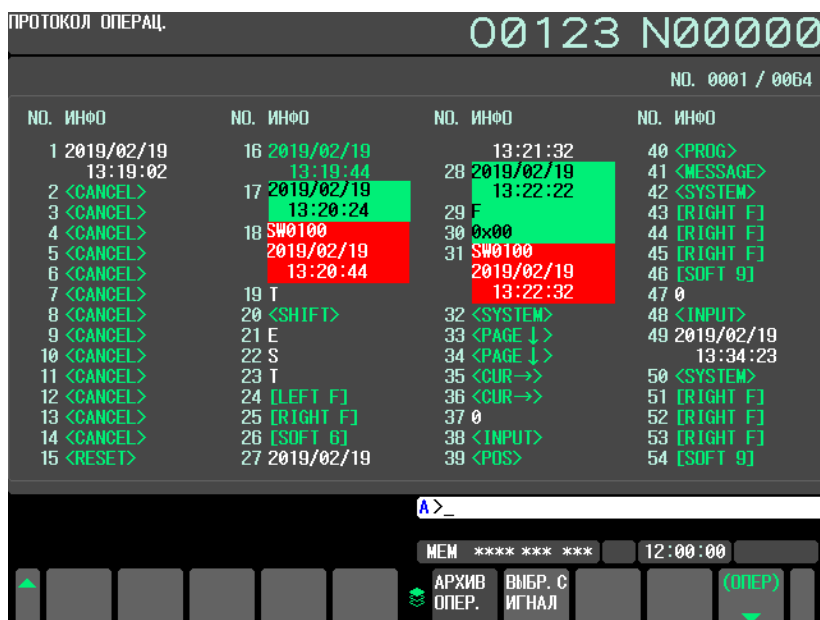 ПРОТОКОЛ ОПЕРАЦ.
O0123 N00000
NO. 0001 / 0064
NO. ИНФО
1 2019/02/19
13:19:02
2 <CANCEL>
3 <CANCEL>
4 <CANCEL>
5 <CANCEL>
6 <CANCEL>
7 <CANCEL>
8 <CANCEL>
9 <CANCEL>
10 <CANCEL>
11 <CANCEL>
12 <CANCEL>
13 <CANCEL>
14 <CANCEL>
15 <RESET>
NO. ИНФО
16 2019/02/19
13:19:44
17 2019/02/19
13:20:24
18 SW0100
2019/02/19
13:20:44
19 T
20 <SHIFT>
21 E
22 S
23 T
24 [LEFT F]
25 [RIGHT F]
26 [SOFT 6]
27 2019/02/19
NO. ИНФО
13:21:32
28 2019/02/19
13:22:22
29 F
30 0x00
31 SW0100
2019/02/19
13:22:32
32 <SYSTEM>
33 <PAGE↓>
34 <PAGE↓>
35 <CUR→>
36 <CUR→>
37 0
38 <INPUT>
39 <POS>
NO. ИНФО
40 <PROG>
41 <MESSAGE>
42 <SYSTEM>
43 [RIGHT F]
44 [RIGHT F]
45 [RIGHT F]
46 [SOFT 9]
47 0
48 <INPUT>
49 2019/02/19
13:34:23
50 <SYSTEM>
51 [RIGHT F]
52 [RIGHT F]
53 [RIGHT F]
54 [SOFT 9]
A >_
MEM **** *** ***
12:00:00
АРХИВ
ОПЕР.
ВЫБР. С
ИГНАЛ
(ОПЕР)